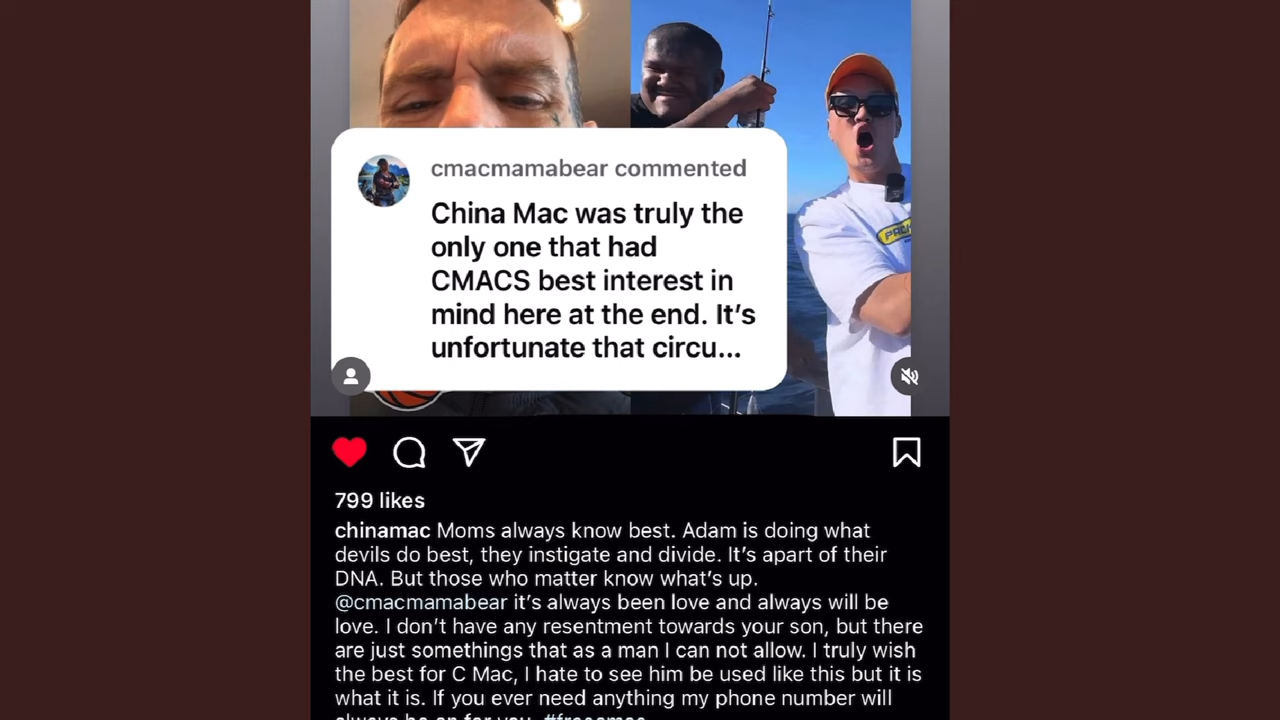 cmacmamabear commented
China Mac was truly the
only one that had
CMACS best interest in
mind here at the end. It's
unfortunate that circu...
799 likes
chinamac Moms always know best. Adam is doing what
devils do best, they instigate and divide. It's apart of their
DNA. But those who matter know what's up.
@cmacmamabear it's always been love and always will be
love. I don't have any resentment towards your son, but there
are just somethings that as a man I can not allow. I truly wish
the best for C Mac, I hate to see him be used like this but it is
what it is. If you ever need anything my phone number will
always be on for you